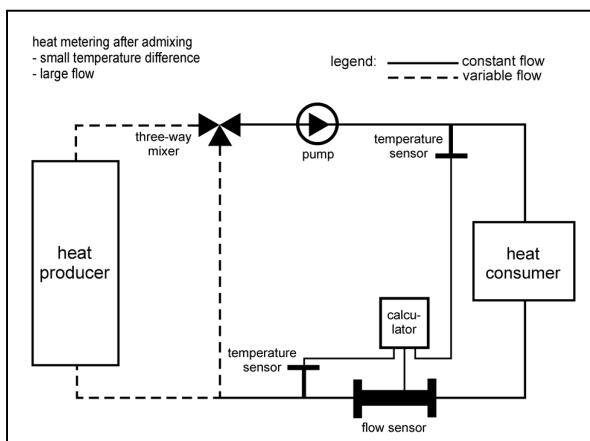 heat metering after admixing
- small temperature difference
- large flow
legend:
constant flow
variable flow
three-way
mixer
pump
temperature
sensor
heat
producer
heat
consumer
calcu-
lator
temperature
sensor
flow sensor